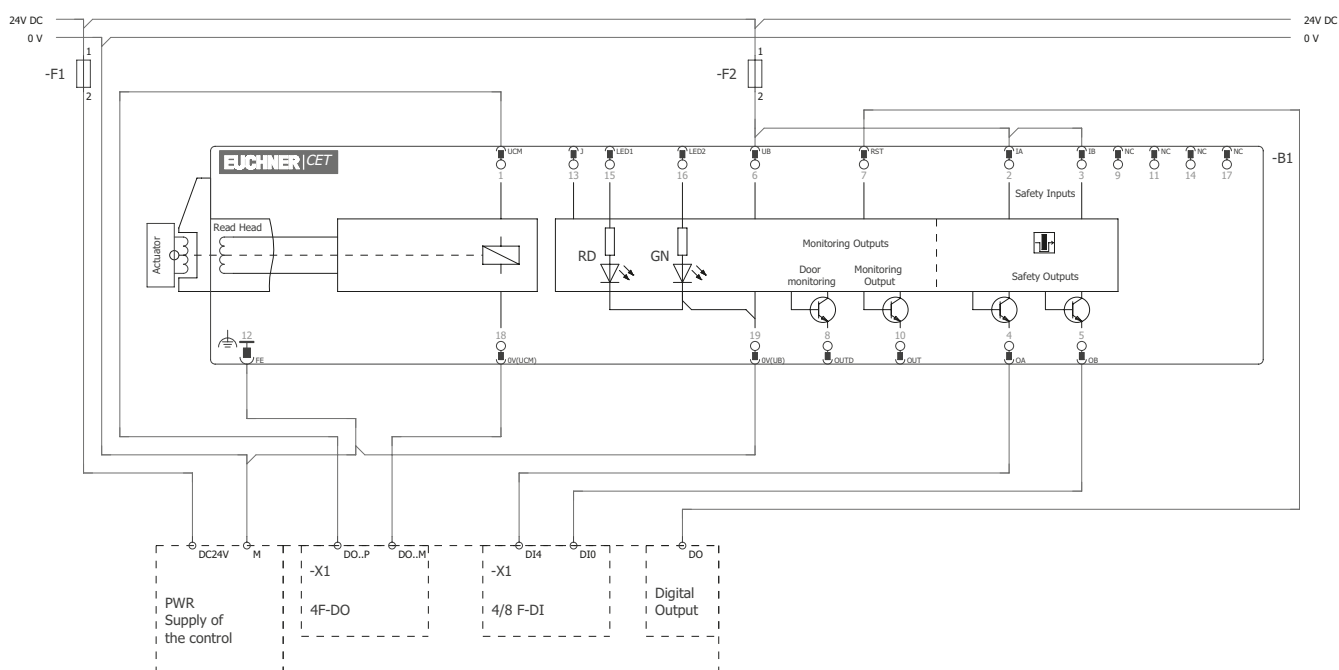 24V DC
24V DC
0 V
0 V
1
-F1
2
1
-F2
2
EUCHNER CET
UCM
J
LED1
LED2
UB
RST
IA
IB
NC
NC
NC
NC
-B1
1
13
15
16
6
7
2
3
9
11
14
17
Safety Inputs
Actuator
Read Head
RD
GN
Monitoring Outputs
Door
monitoring
Monitoring
Output
Safety Outputs
12
18
19
8
10
4
5
FE
0V(UCM)
0V(UB)
OUTD
OUT
OA
OB
DC24V
M
DO..P
DO..M
DI4
DI0
DO
-X1
-X1
PWR
Supply of
the control
4F-DO
4/8 F-DI
Digital
Output